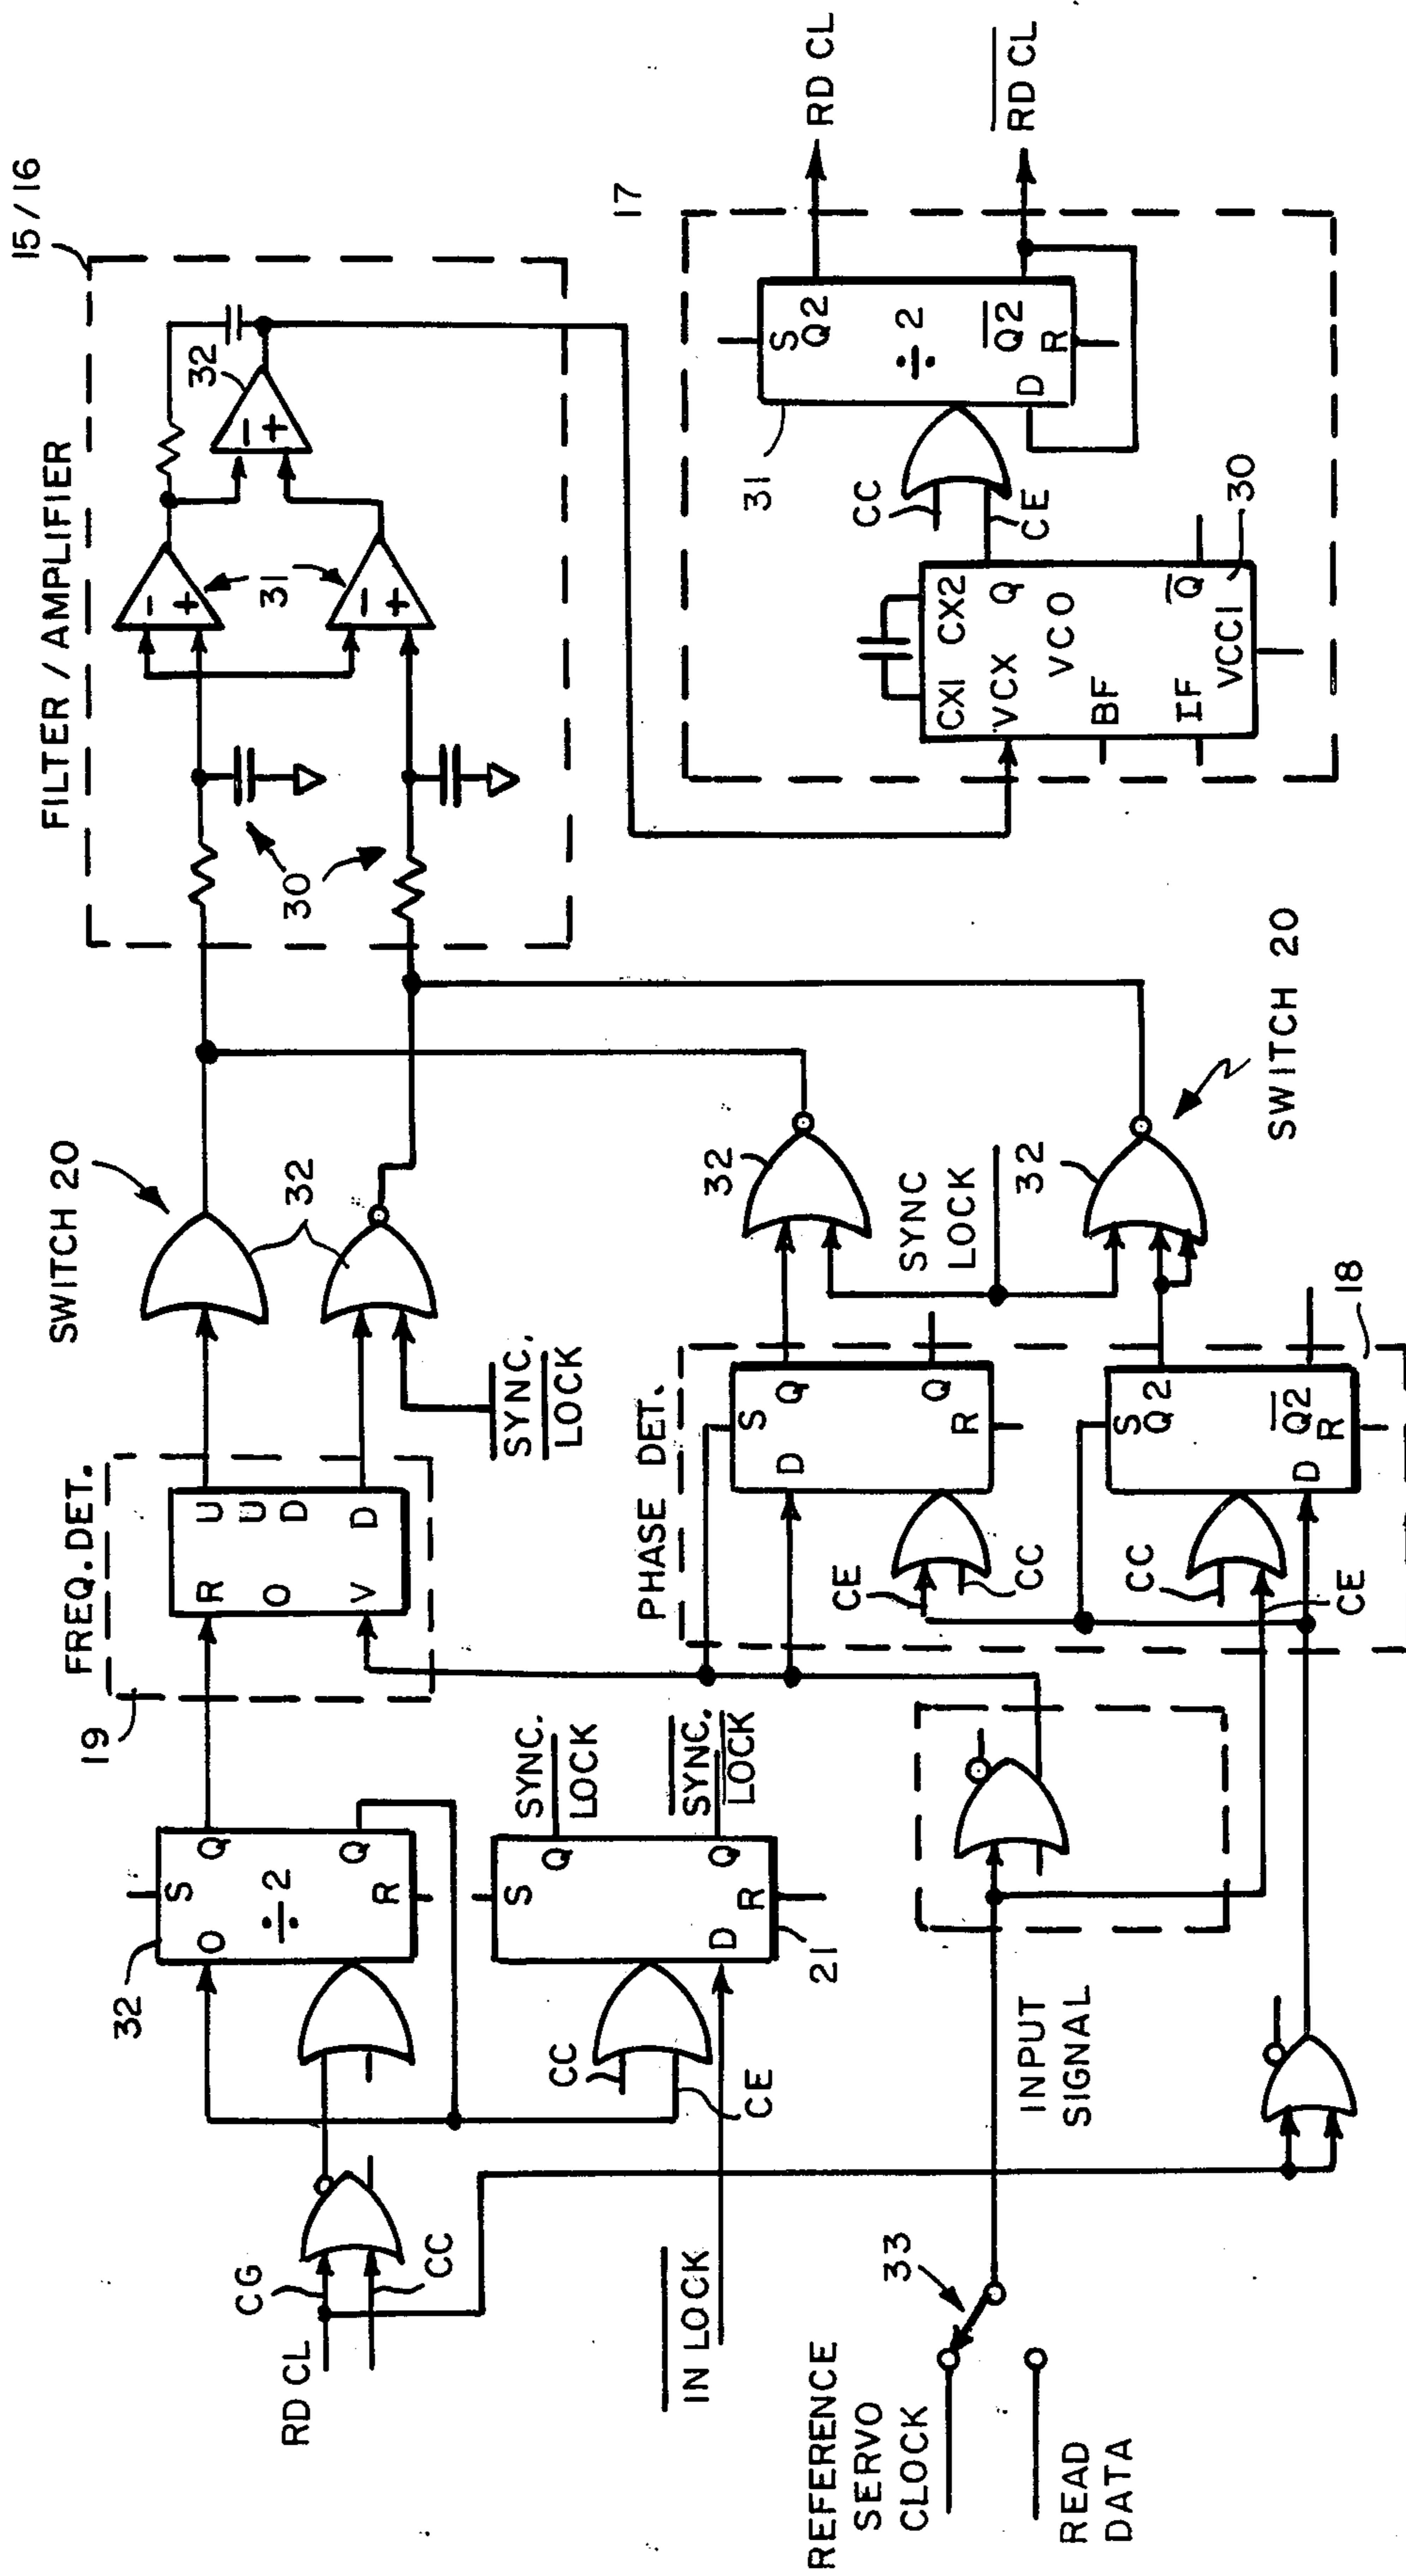 15/16
FILTER / AMPLIFIER
32
31
30
- +
- +
- +
SWITCH 20
32
FREQ. DET.
19
R U
O U
D
V D
SYNC.
LOCK
32
S
O Q
÷2
Q
R
CG
CC
RD CL
S
Q
Q
D
R
21
SYNC.
LOCK
SYNC.
LOCK
CC
CE
IN LOCK
17
RD CL
RD CL
31
S
Q2
÷2
Q2
D
R
CC
CE
CX1 CX2
VCX Q
VCO
BF
IF Q
VCC1
30
32
SYNC
LOCK
32
SWITCH 20
PHASE DET.
S
D Q
Q
R
CE
CC
S
Q2
Q2
D R
18
CC
CE
INPUT
SIGNAL
33
REFERENCE
SERVO
CLOCK
READ
DATA